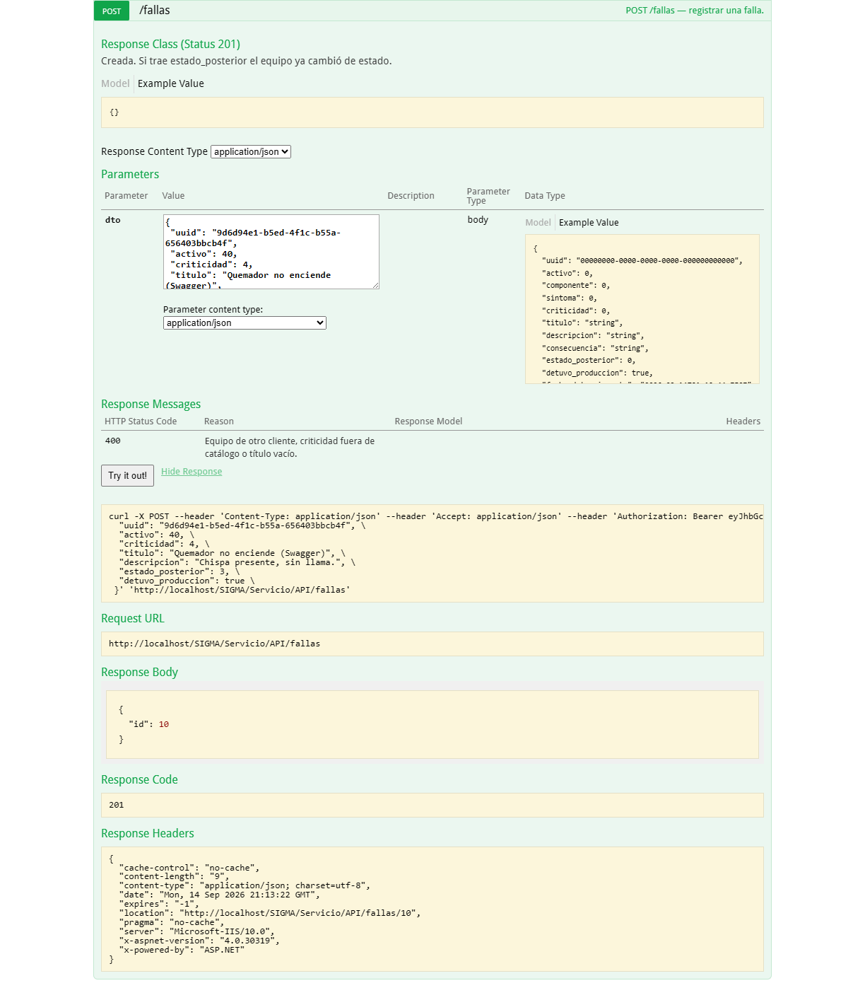 POST /fallas POST /fallas — registrar una falla.
Response Class (Status 201)
Creada. Si trae estado_posterior el equipo ya cambió de estado.
Model Example Value
{}
Response Content Type application/json
Parameters
Parameter Value Description Parameter Type Data Type
dto
{
"uuid": "9d6d94e1-b5ed-4f1c-b55a-
656403bbcb4f",
"activo": 40,
"criticidad": 4,
"titulo": "Quemador no enciende
(Swagger)",
Parameter content type:
application/json
body
Model Example Value
{
"uuid": "00000000-0000-0000-0000-000000000000",
"activo": 0,
"componente": 0,
"sintoma": 0,
"criticidad": 0,
"titulo": "string",
"descripcion": "string",
"consecuencia": "string",
"estado_posterior": 0,
"detuvo_produccion": true,
Response Messages
HTTP Status Code Reason Response Model Headers
400 Equipo de otro cliente, criticidad fuera de
catálogo o título vacío.
Try it out! Hide Response
curl -X POST --header 'Content-Type: application/json' --header 'Accept: application/json' --header 'Authorization: Bearer eyJhbGc
"uuid": "9d6d94e1-b5ed-4f1c-b55a-656403bbcb4f", \
"activo": 40, \
"criticidad": 4, \
"titulo": "Quemador no enciende (Swagger)", \
"descripcion": "Chispa presente, sin llama.", \
"estado_posterior": 3, \
"detuvo_produccion": true \
}' 'http://localhost/SIGMA/Servicio/API/fallas'
Request URL
http://localhost/SIGMA/Servicio/API/fallas
Response Body
{
"id": 10
}
Response Code
201
Response Headers
{
"cache-control": "no-cache",
"content-length": "9",
"content-type": "application/json; charset=utf-8",
"date": "Mon, 14 Sep 2026 21:13:22 GMT",
"expires": "-1",
"location": "http://localhost/SIGMA/Servicio/API/fallas/10",
"pragma": "no-cache",
"server": "Microsoft-IIS/10.0",
"x-aspnet-version": "4.0.30319",
"x-powered-by": "ASP.NET"
}